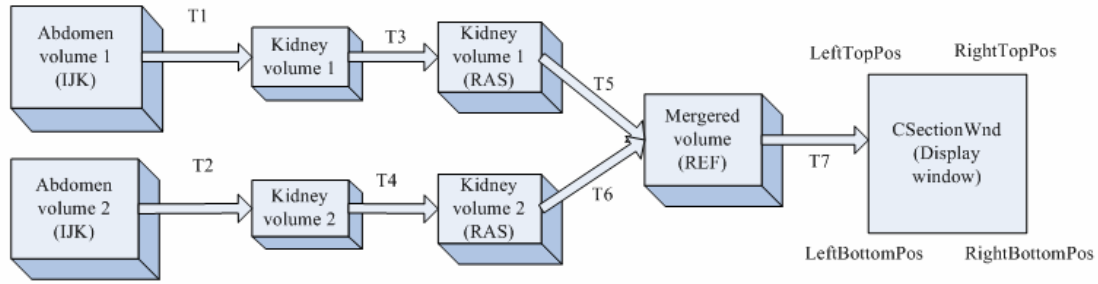 T1
Abdomen
volume 1
(IJK)
Kidney
volume 1
T3
Kidney
volume 1
(RAS)
T5
T2
Abdomen
volume 2
(IJK)
Kidney
volume 2
T4
Kidney
volume 2
(RAS)
T6
Mergered
volume
(REF)
T7
LeftTopPos
RightTopPos
CSectionWnd
(Display
window)
LeftBottomPos
RightBottomPos